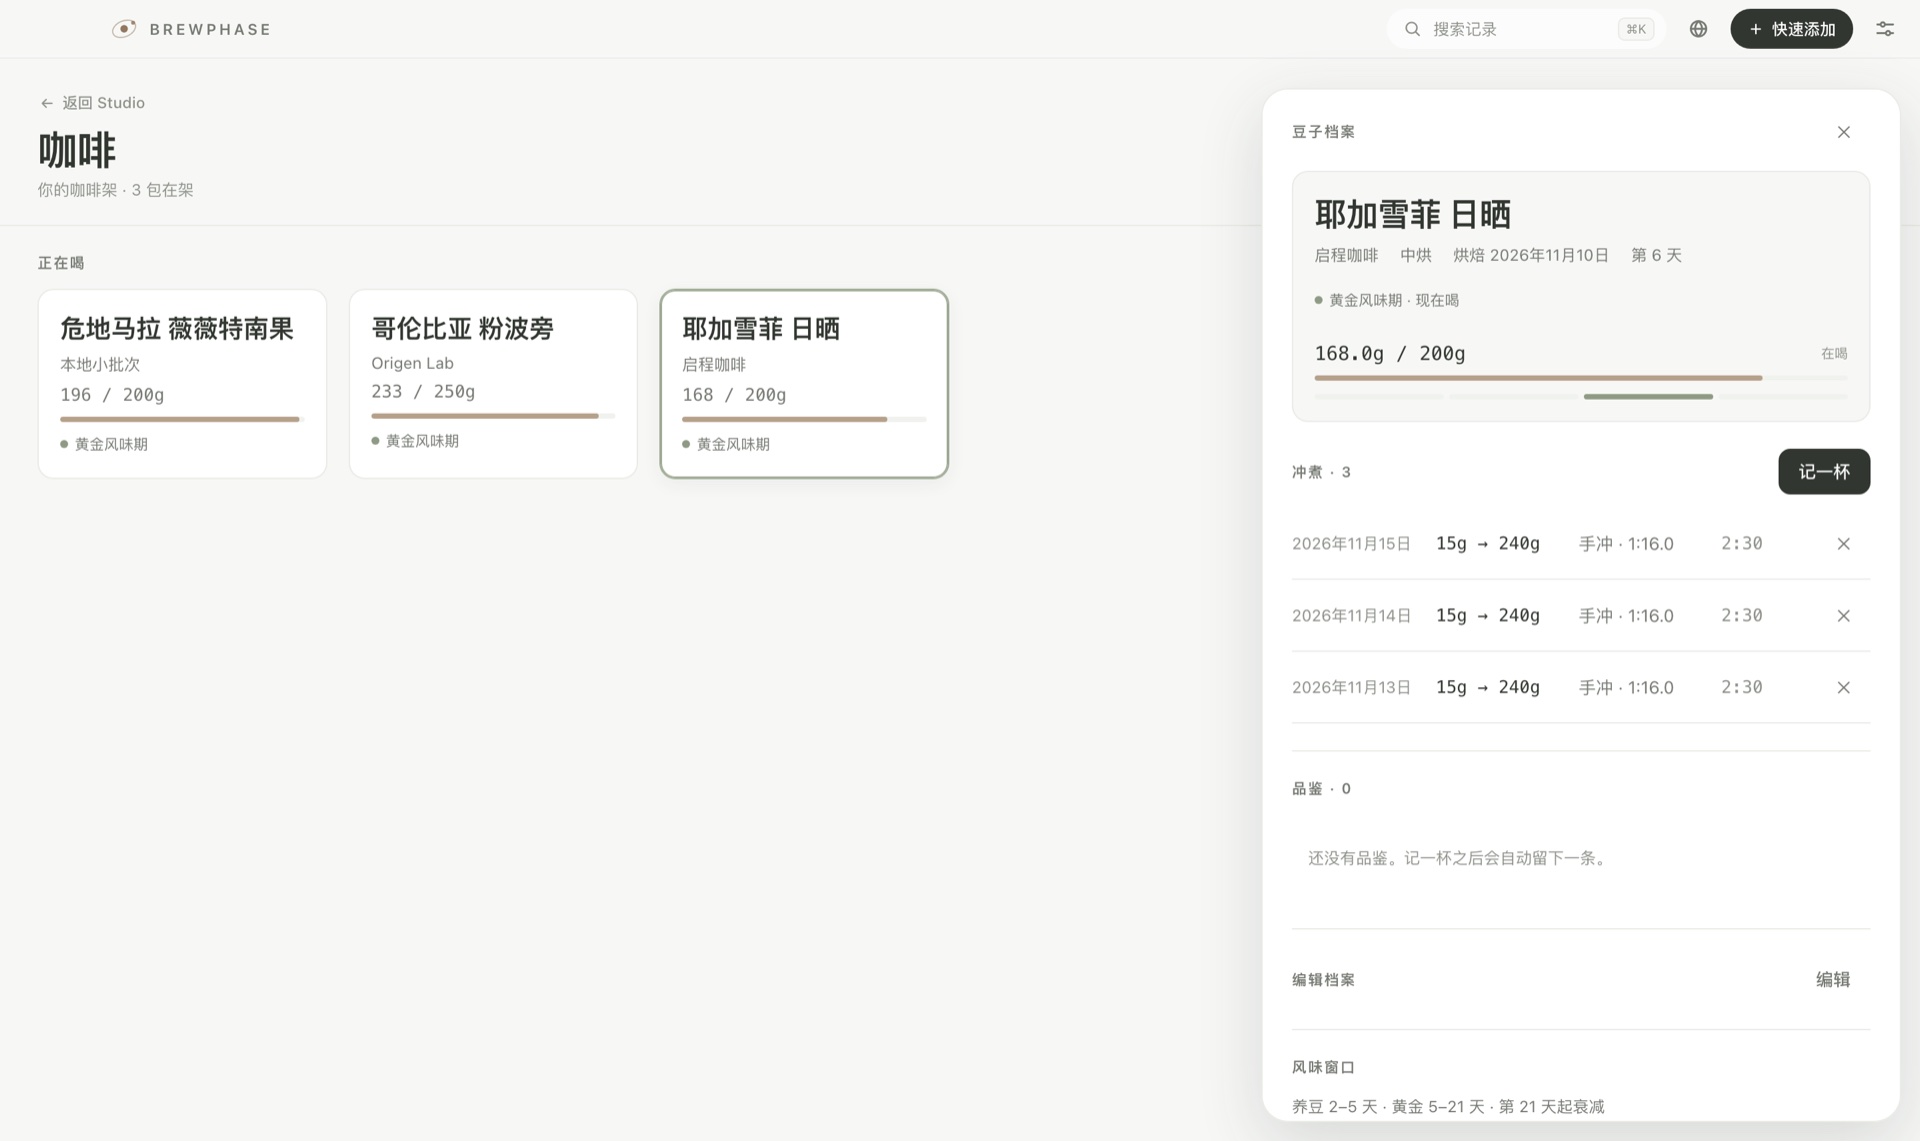 BREWPHASE
搜索记录
⌘K
+ 快速添加
← 返回 Studio
咖啡
你的咖啡架 · 3 包在架
正在喝
危地马拉 薇薇特南果
本地小批次
196 / 200g
黄金风味期
哥伦比亚 粉波旁
Origen Lab
233 / 250g
黄金风味期
耶加雪菲 日晒
启程咖啡
168 / 200g
黄金风味期
豆子档案
耶加雪菲 日晒
启程咖啡 中烘 烘焙 2026年11月10日 第 6 天
黄金风味期 · 现在喝
168.0g / 200g 在喝
冲煮 · 3 记一杯
2026年11月15日 15g → 240g 手冲 · 1:16.0 2:30
2026年11月14日 15g → 240g 手冲 · 1:16.0 2:30
2026年11月13日 15g → 240g 手冲 · 1:16.0 2:30
品鉴 · 0
还没有品鉴。记一杯之后会自动留下一条。
编辑档案 编辑
风味窗口
养豆 2–5 天 · 黄金 5–21 天 · 第 21 天起衰减